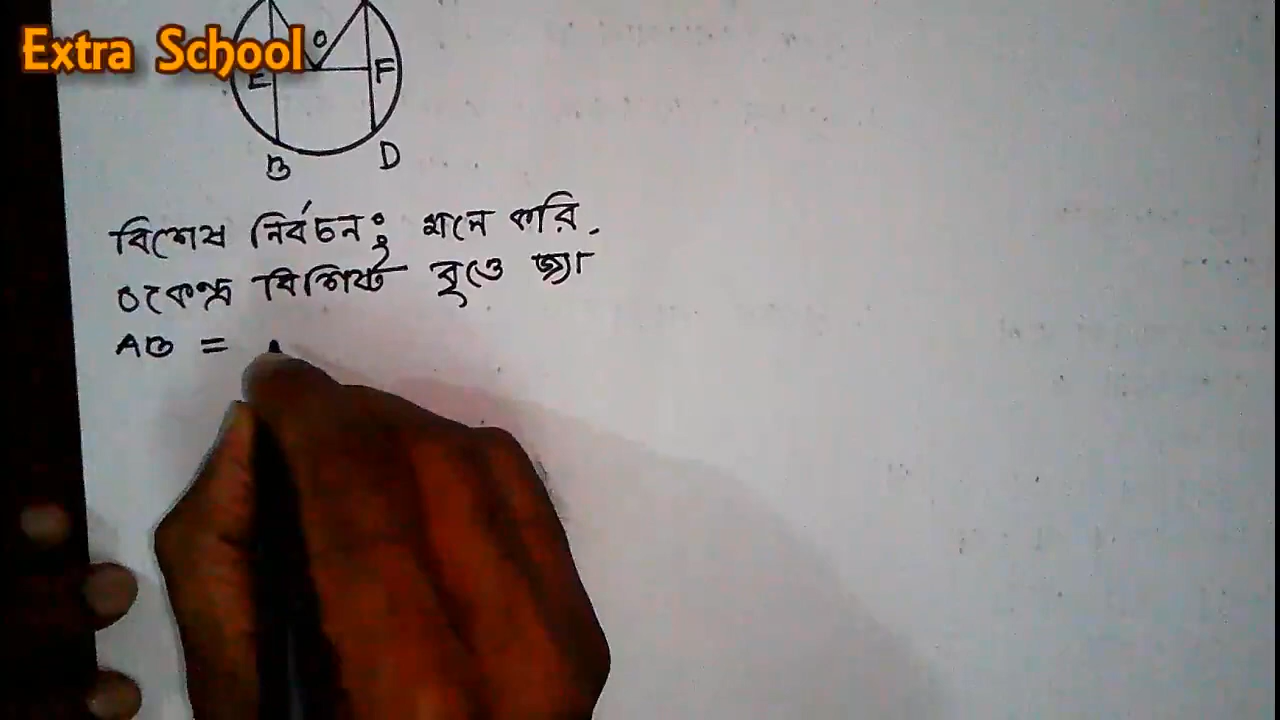 Extra School
O
E F
B D
বিশেষ নির্বচনঃ মনে করি.
O কেন্দ্র বিশিষ্ট বৃত্তে জ্যা
AB =